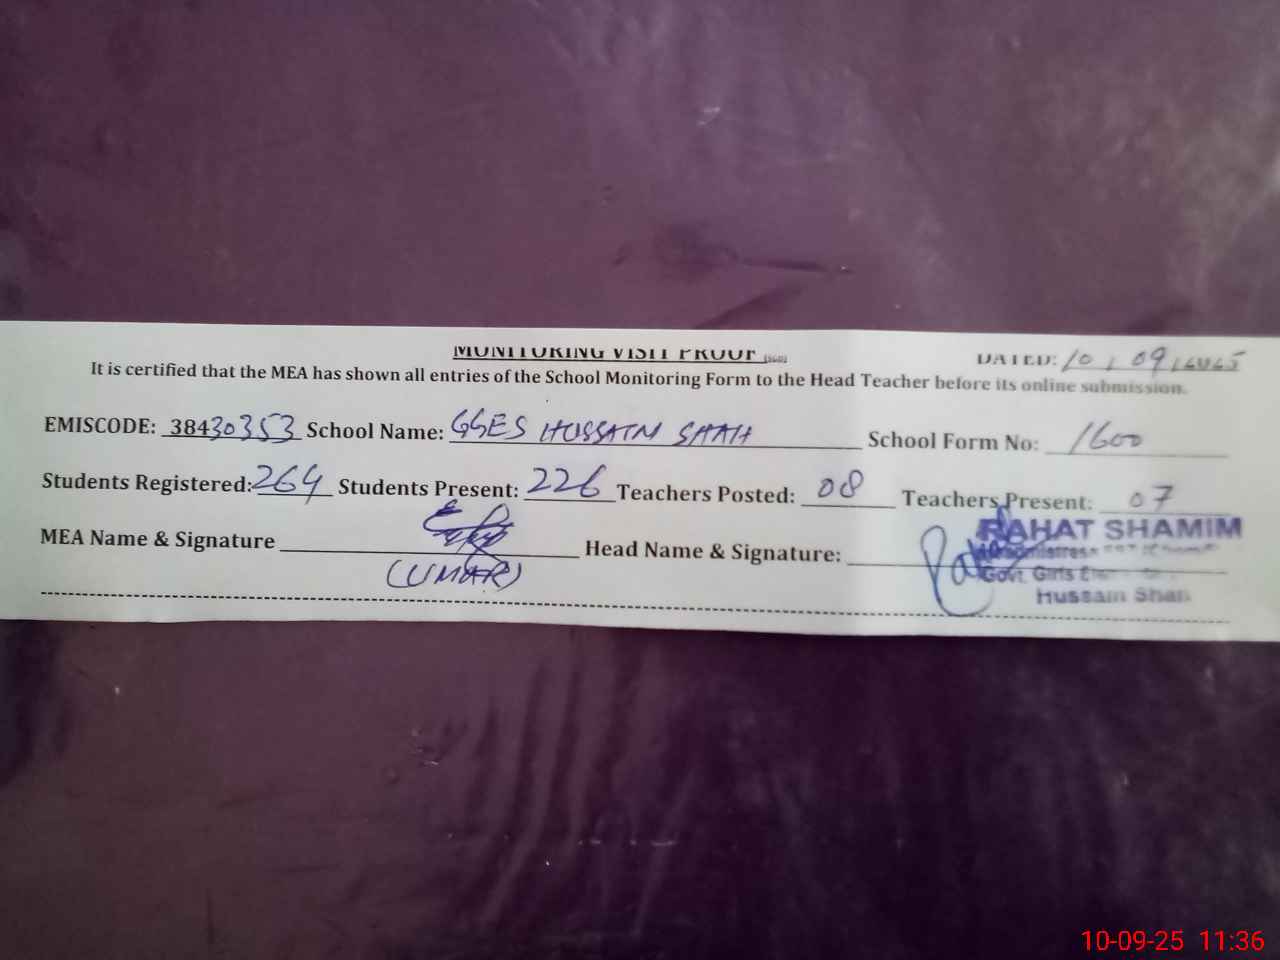 MONITORING VISIT PROOF (SGD) DATED: 10 / 09 / 2025
It is certified that the MEA has shown all entries of the School Monitoring Form to the Head Teacher before its online submission.
EMISCODE: 38430353 School Name: GGES HUSSAIN SHAH School Form No: 1600
Students Registered: 264 Students Present: 226 Teachers Posted: 08 Teachers Present: 07
MEA Name & Signature Head Name & Signature:
(UMAR)
RAHAT SHAMIM
Govt. Girls
Hussain Shah
10-09-25 11:36